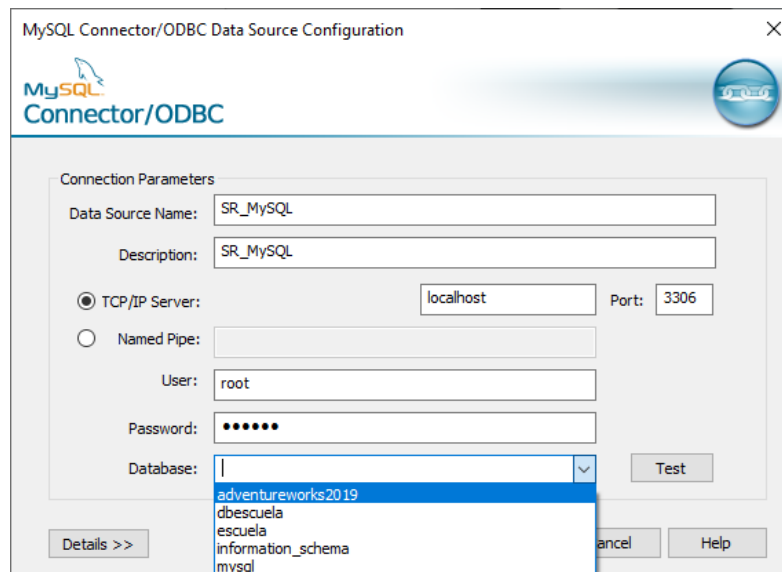 MySQL Connector/ODBC Data Source Configuration
MySQL
Connector/ODBC
Connection Parameters
Data Source Name: SR_MySQL
Description: SR_MySQL
TCP/IP Server: localhost Port: 3306
Named Pipe:
User: root
Password: ••••••
Database: Test
adventureworks2019
dbescuela
escuela
information_schema
mysql
Details >> ancel Help